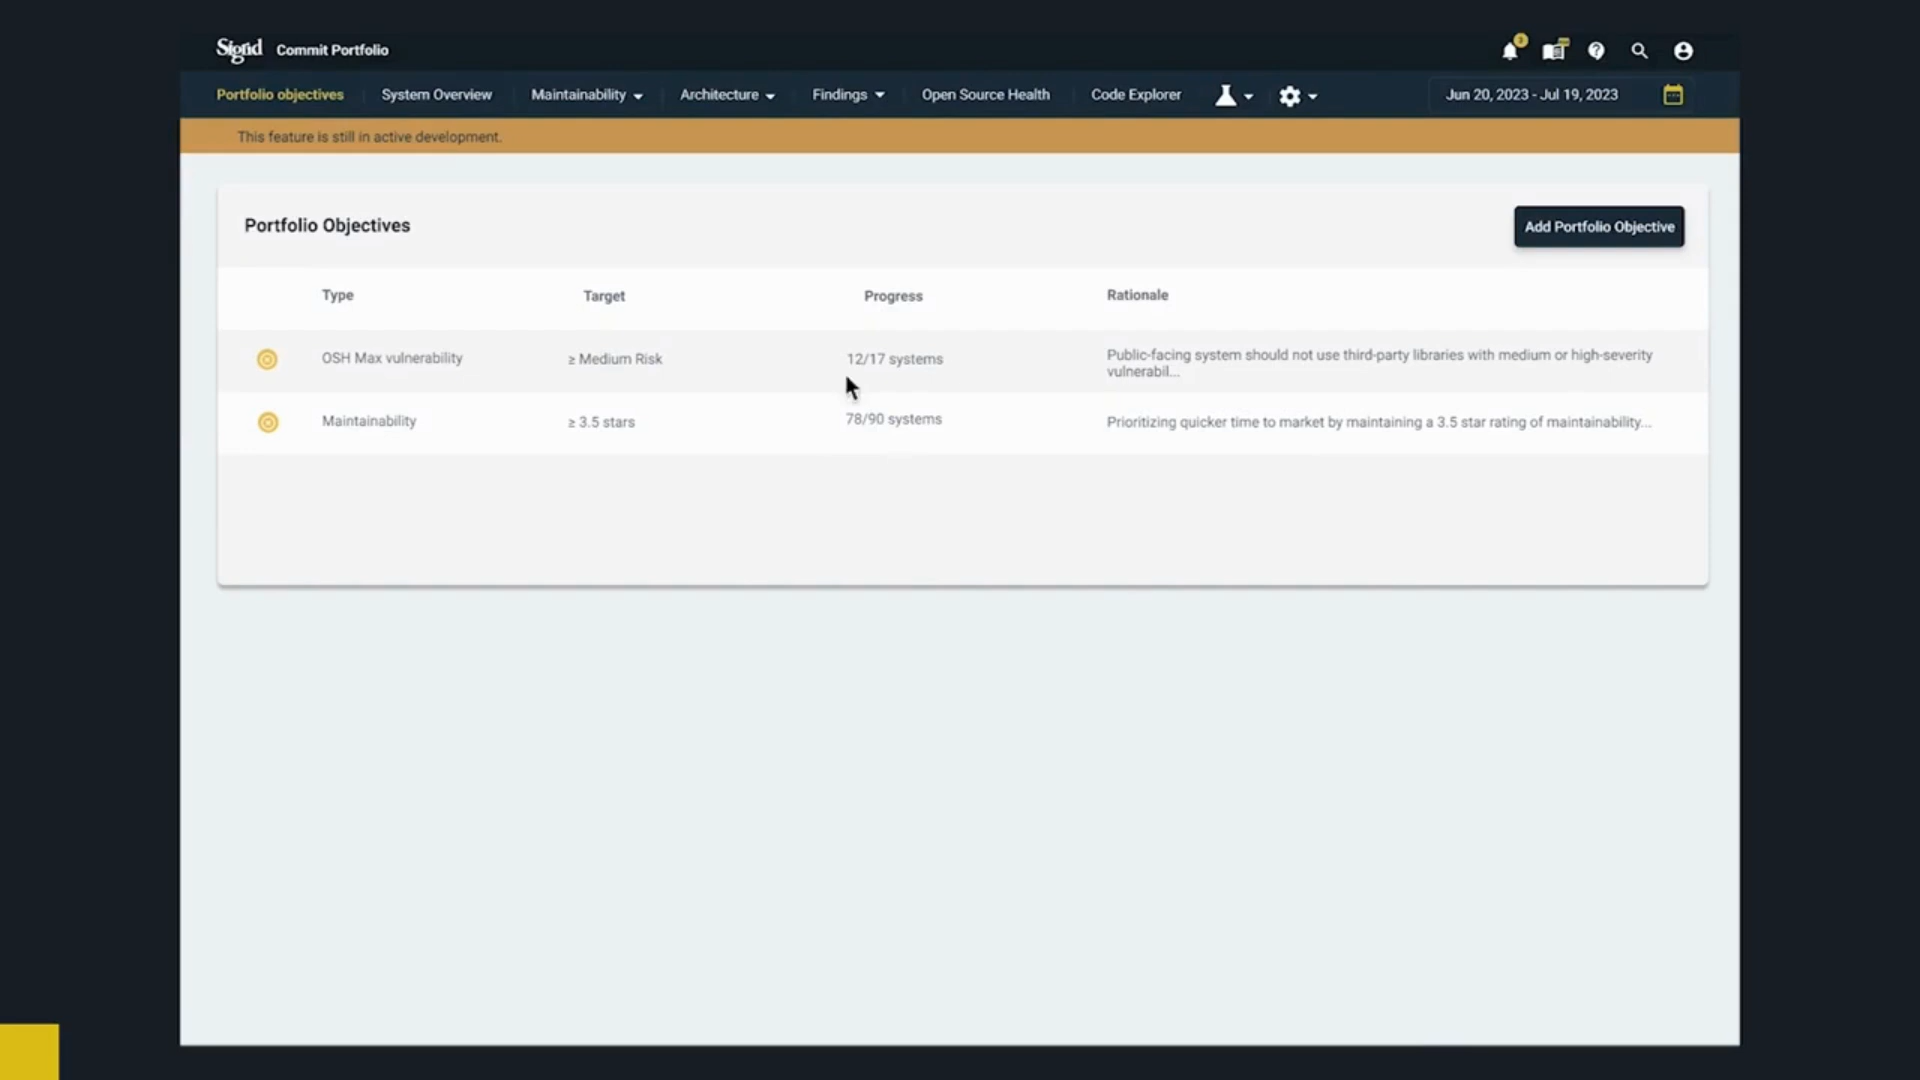 Sigrid Commit Portfolio
Portfolio objectives System Overview Maintainability Architecture Findings Open Source Health Code Explorer Jun 20, 2023 - Jul 19, 2023
This feature is still in active development.
Portfolio Objectives
Add Portfolio Objective
Type Target Progress Rationale
OSH Max vulnerability ≥ Medium Risk 12/17 systems Public-facing system should not use third-party libraries with medium or high-severity
vulnerabil...
Maintainability ≥ 3.5 stars 78/90 systems Prioritizing quicker time to market by maintaining a 3.5 star rating of maintainability...